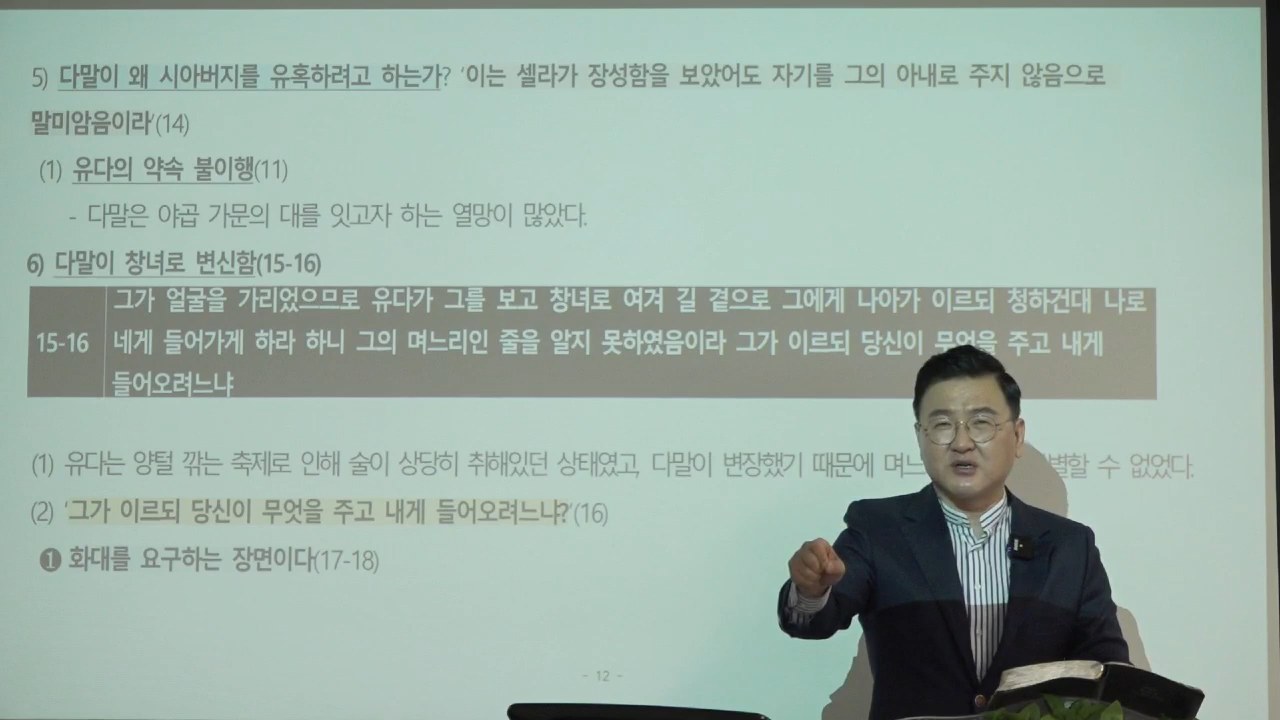 5) 다말이 왜 시아버지를 유혹하려고 하는가? ‘이는 셀라가 장성함을 보았어도 자기를 그의 아내로 주지 않음으로
말미암음이라’(14)
(1) 유다의 약속 불이행(11)
- 다말은 야곱 가문의 대를 잇고자 하는 열망이 많았다.
6) 다말이 창녀로 변신함(15-16)
그가 얼굴을 가리었으므로 유다가 그를 보고 창녀로 여겨 길 곁으로 그에게 나아가 이르되 청하건대 나로
15-16 네게 들어가게 하라 하니 그의 며느리인 줄을 알지 못하였음이라 그가 이르되 당신이 무엇을 주고 내게
들어오려느냐
(1) 유다는 양털 깎는 축제로 인해 술이 상당히 취해있던 상태였고, 다말이 변장했기 때문에 며느 별할 수 없었다.
(2) ‘그가 이르되 당신이 무엇을 주고 내게 들어오려느냐?’(16)
❶ 화대를 요구하는 장면이다(17-18)
- 12 -